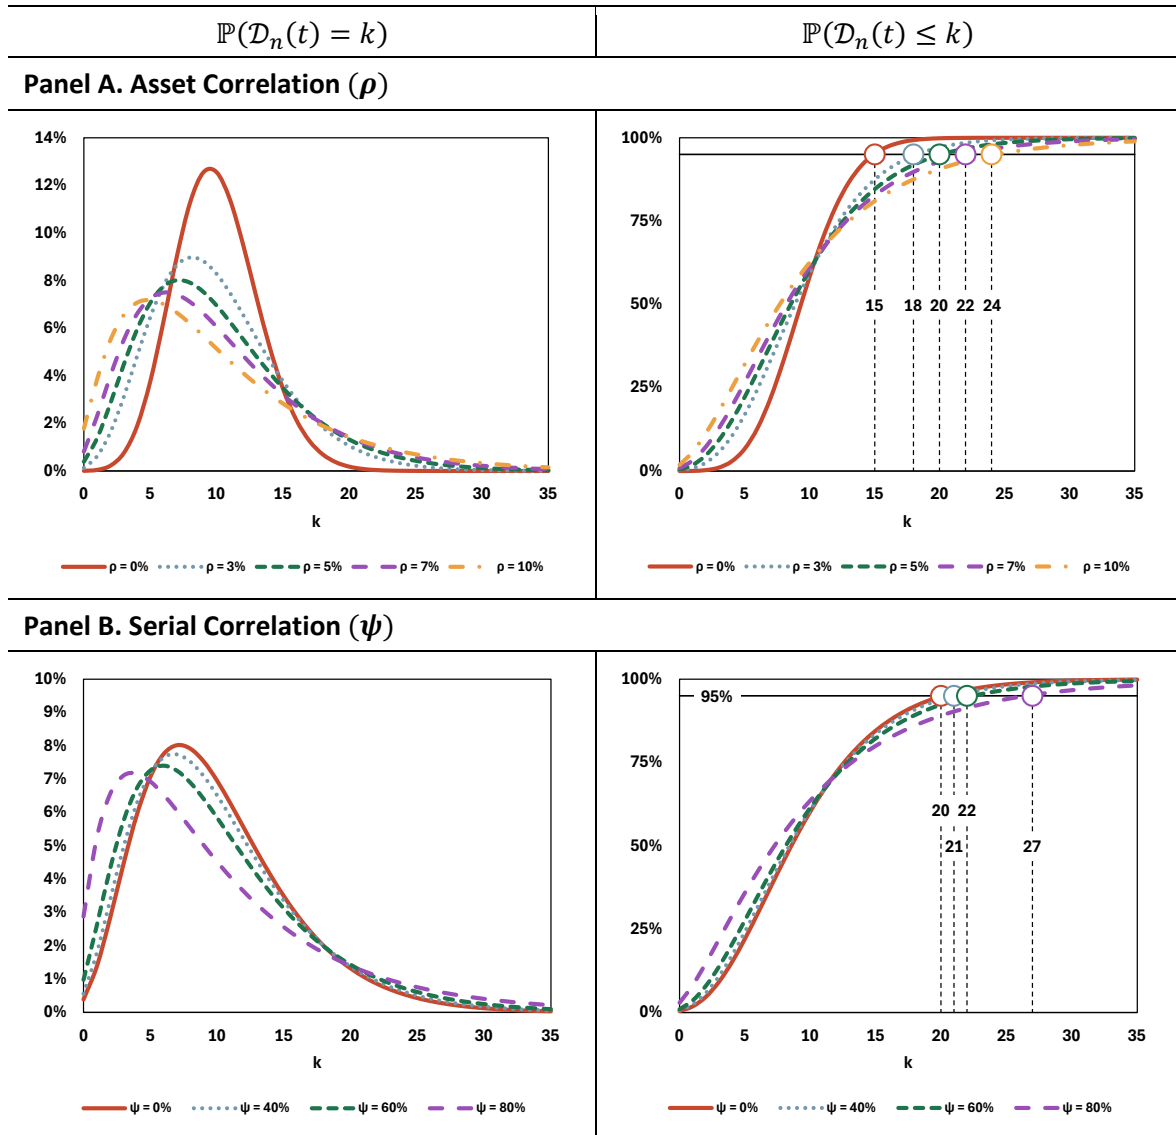 ℙ(𝒟ₙ(t) = k)
ℙ(𝒟ₙ(t) ≤ k)
Panel A. Asset Correlation (ρ)
14%
12%
10%
8%
6%
4%
2%
0%
0 5 10 15 20 25 30 35
k
ρ = 0% ρ = 3% ρ = 5% ρ = 7% ρ = 10%
100%
75%
50%
25%
0%
15 18 20 22 24
0 5 10 15 20 25 30 35
k
ρ = 0% ρ = 3% ρ = 5% ρ = 7% ρ = 10%
Panel B. Serial Correlation (ψ)
10%
9%
8%
7%
6%
5%
4%
3%
2%
1%
0%
0 5 10 15 20 25 30 35
k
ψ = 0% ψ = 40% ψ = 60% ψ = 80%
100%
95%
75%
50%
25%
0%
20 22
21 27
0 5 10 15 20 25 30 35
k
ψ = 0% ψ = 40% ψ = 60% ψ = 80%